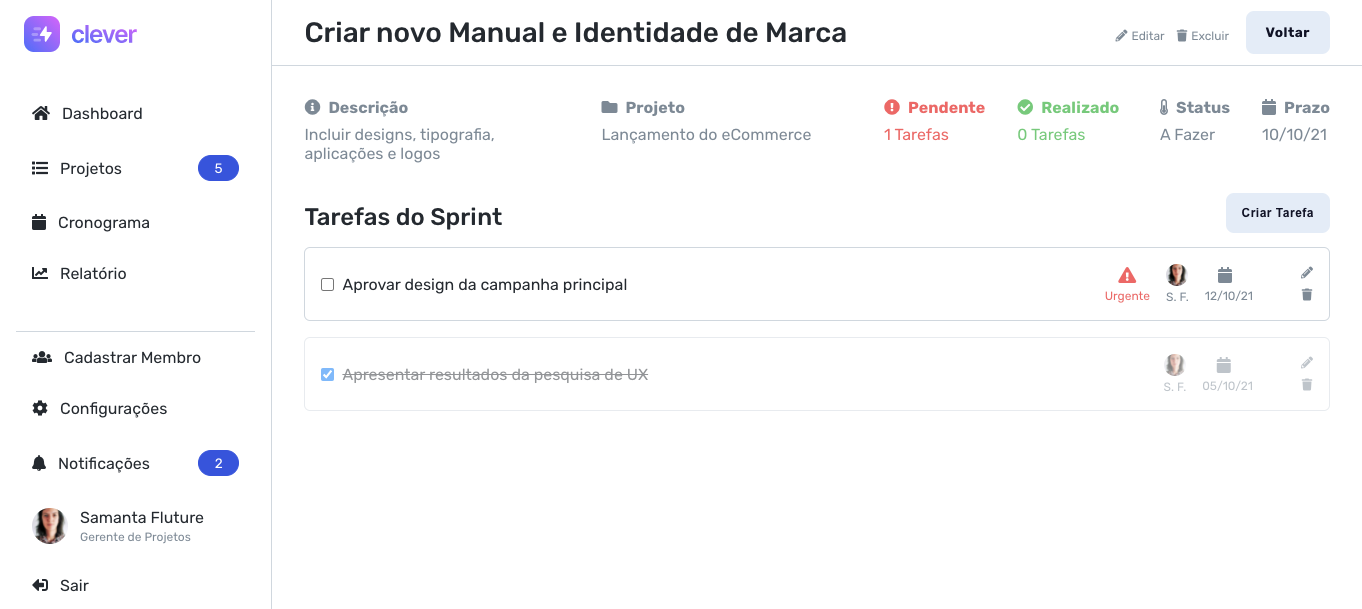 clever
Dashboard
Projetos 5
Cronograma
Relatório
Cadastrar Membro
Configurações
Notificações 2
Samanta Fluture
Gerente de Projetos
Sair
Criar novo Manual e Identidade de Marca
Editar Excluir Voltar
Descrição
Incluir designs, tipografia,
aplicações e logos
Projeto
Lançamento do eCommerce
Pendente
1 Tarefas
Realizado
0 Tarefas
Status
A Fazer
Prazo
10/10/21
Tarefas do Sprint
Criar Tarefa
Aprovar design da campanha principal
Urgente S. F. 12/10/21
Apresentar resultados da pesquisa de UX
S. F. 05/10/21